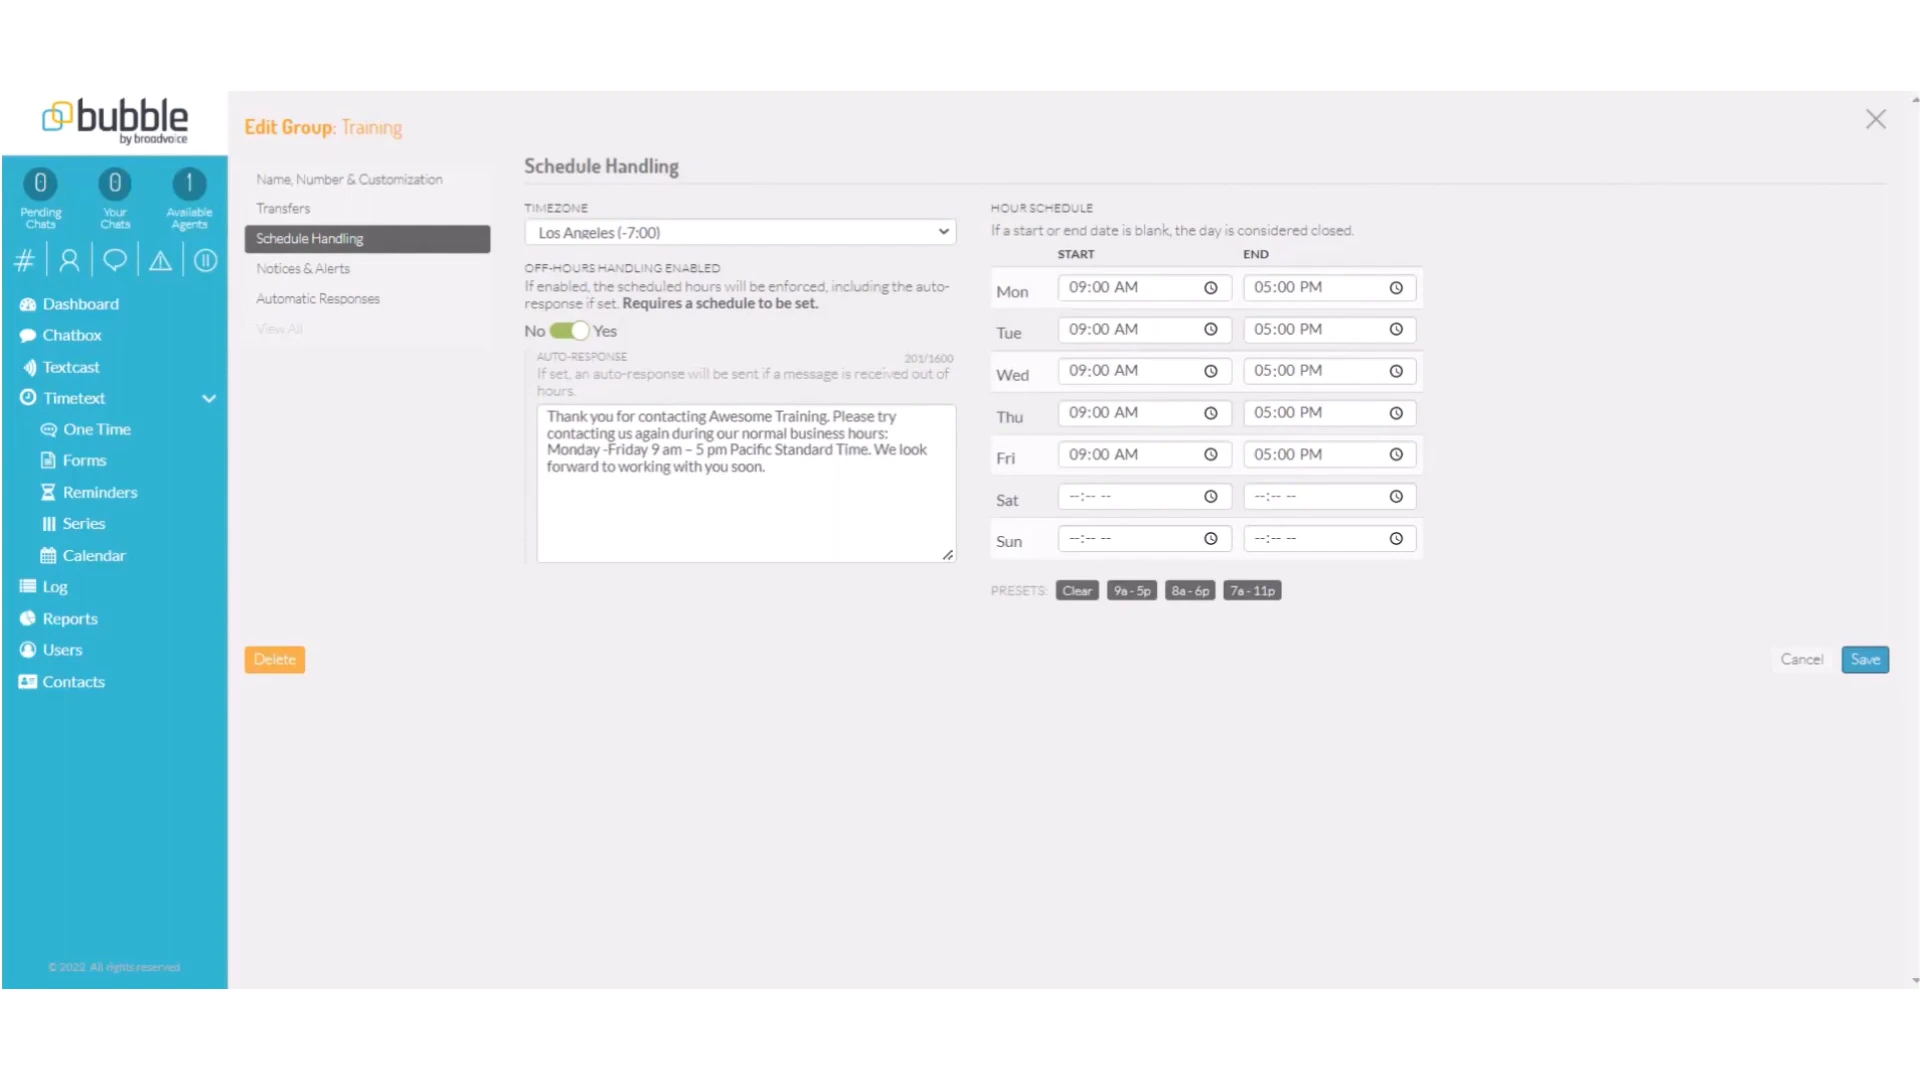 bubble
by broadvoice
0
Pending
Chats
0
Your
Chats
1
Available
Agents
Dashboard
Chatbox
Textcast
Timetext
One Time
Forms
Reminders
Series
Calendar
Log
Reports
Users
Contacts
© 2022 All rights reserved
Edit Group: Training
Name, Number & Customization
Transfers
Schedule Handling
Notices & Alerts
Automatic Responses
View All
Delete
Schedule Handling
TIMEZONE
Los Angeles (-7:00)
OFF-HOURS HANDLING ENABLED
If enabled, the scheduled hours will be enforced, including the auto-
response if set. Requires a schedule to be set.
No Yes
AUTO-RESPONSE 201/1600
If set, an auto-response will be sent if a message is received out of
hours.
Thank you for contacting Awesome Training. Please try
contacting us again during our normal business hours:
Monday -Friday 9 am – 5 pm Pacific Standard Time. We look
forward to working with you soon.
HOUR SCHEDULE
If a start or end date is blank, the day is considered closed.
START END
Mon 09:00 AM 05:00 PM
Tue 09:00 AM 05:00 PM
Wed 09:00 AM 05:00 PM
Thu 09:00 AM 05:00 PM
Fri 09:00 AM 05:00 PM
Sat --:-- -- --:-- --
Sun --:-- -- --:-- --
PRESETS: Clear 9a - 5p 8a - 6p 7a - 11p
Cancel Save